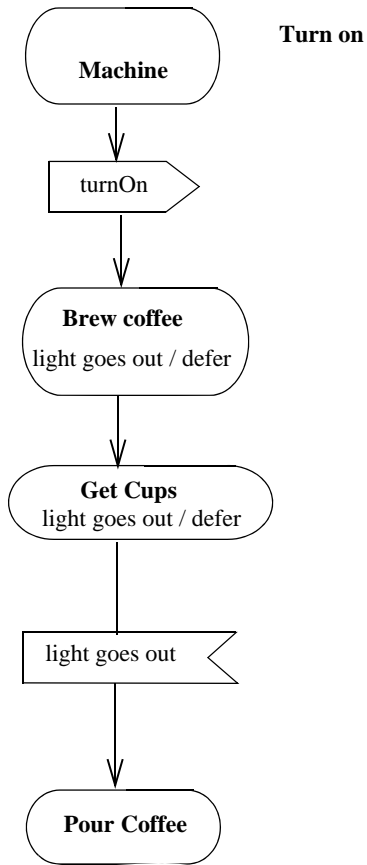 Turn on
Machine
turnOn
Brew coffee
light goes out / defer
Get Cups
light goes out / defer
light goes out
Pour Coffee